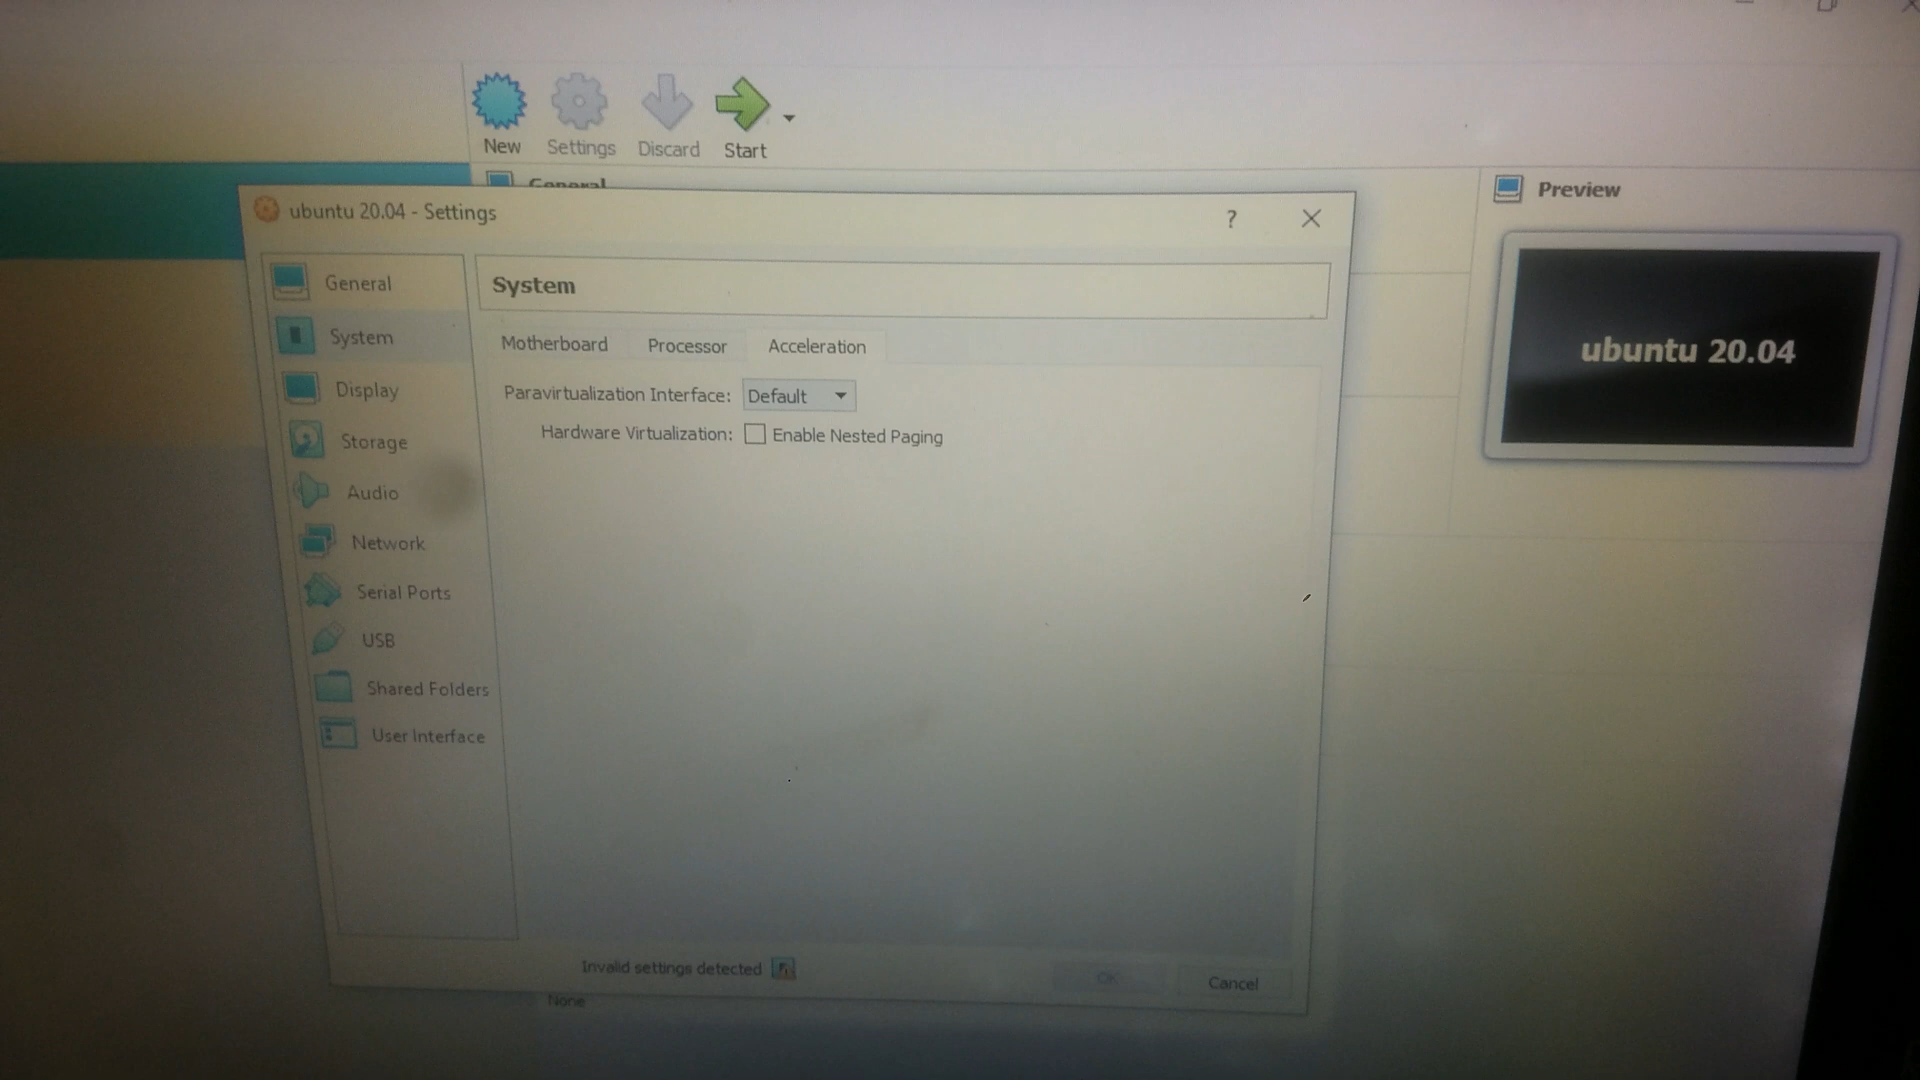 New Settings Discard Start
General
Preview
ubuntu 20.04
ubuntu 20.04 - Settings ?
General
System
Display
Storage
Audio
Network
Serial Ports
USB
Shared Folders
User Interface
System
Motherboard Processor Acceleration
Paravirtualization Interface: Default
Hardware Virtualization: Enable Nested Paging
Invalid settings detected OK Cancel
None